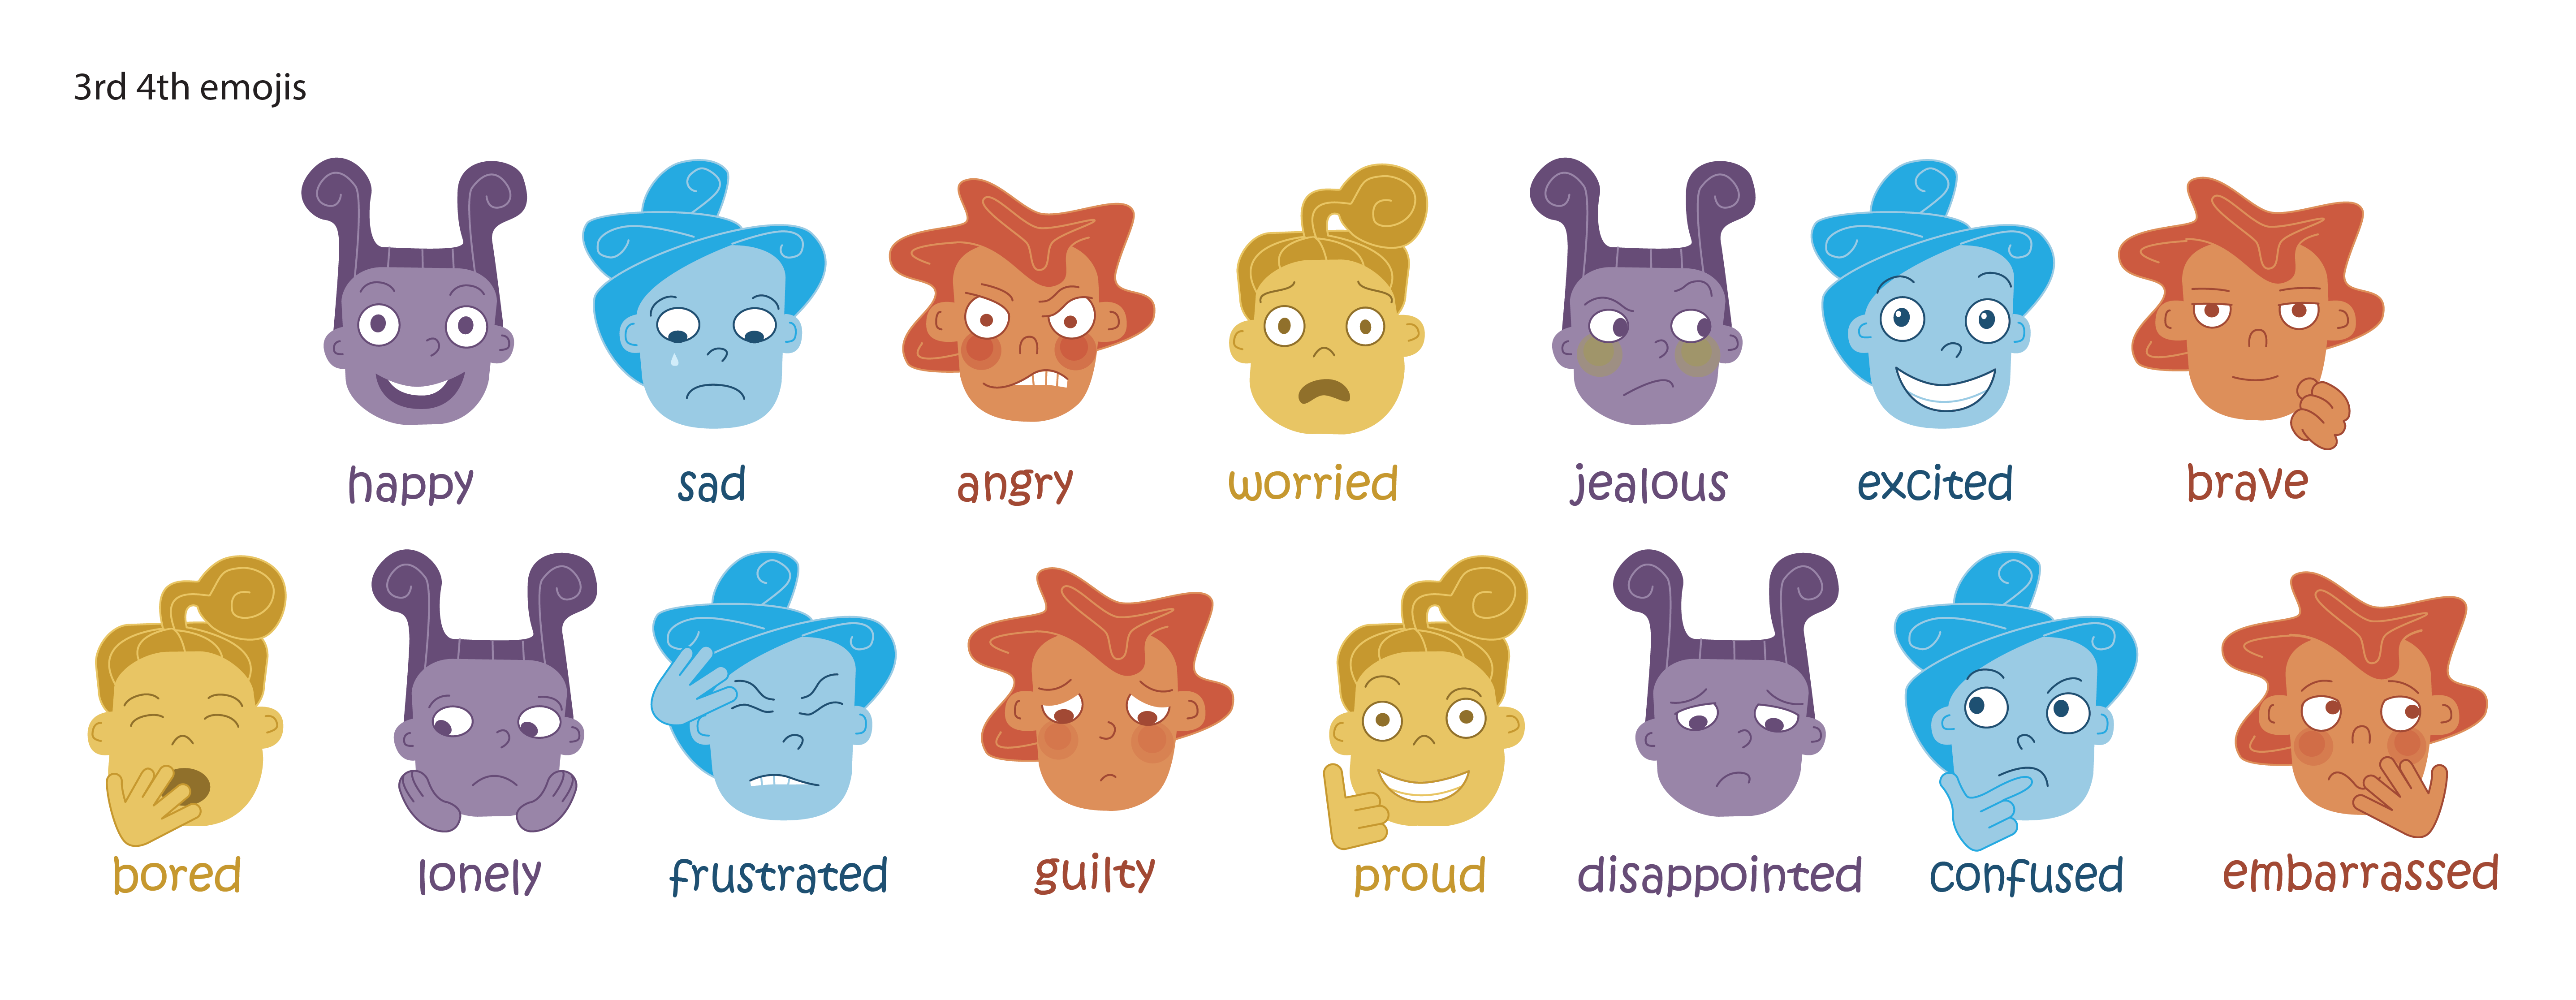 3rd 4th emojis
happy sad angry worried jealous excited brave
bored lonely frustrated guilty proud disappointed confused embarrassed